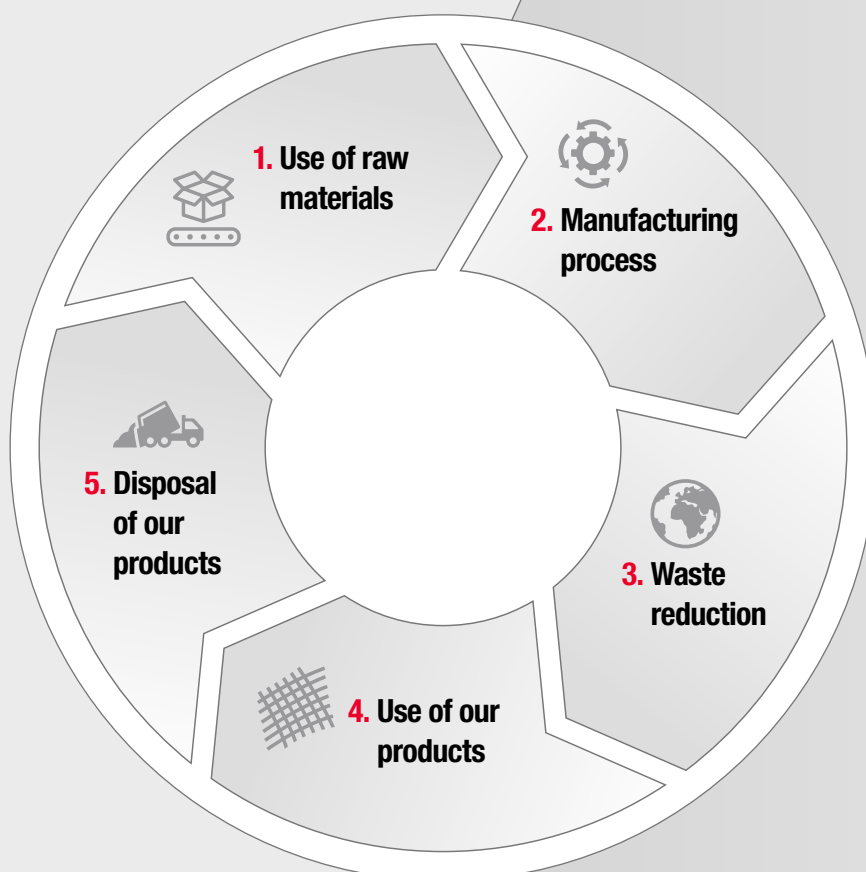 1. Use of raw
materials
2. Manufacturing
process
3. Waste
reduction
4. Use of our
products
5. Disposal
of our
products